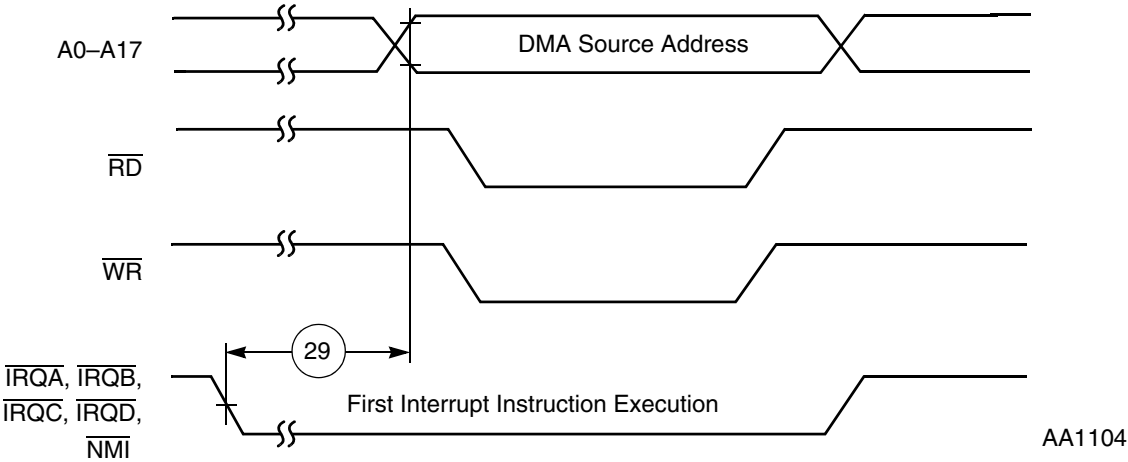 A0–A17
DMA Source Address
RD
WR
29
IRQA, IRQB,
IRQC, IRQD,
NMI
First Interrupt Instruction Execution
AA1104